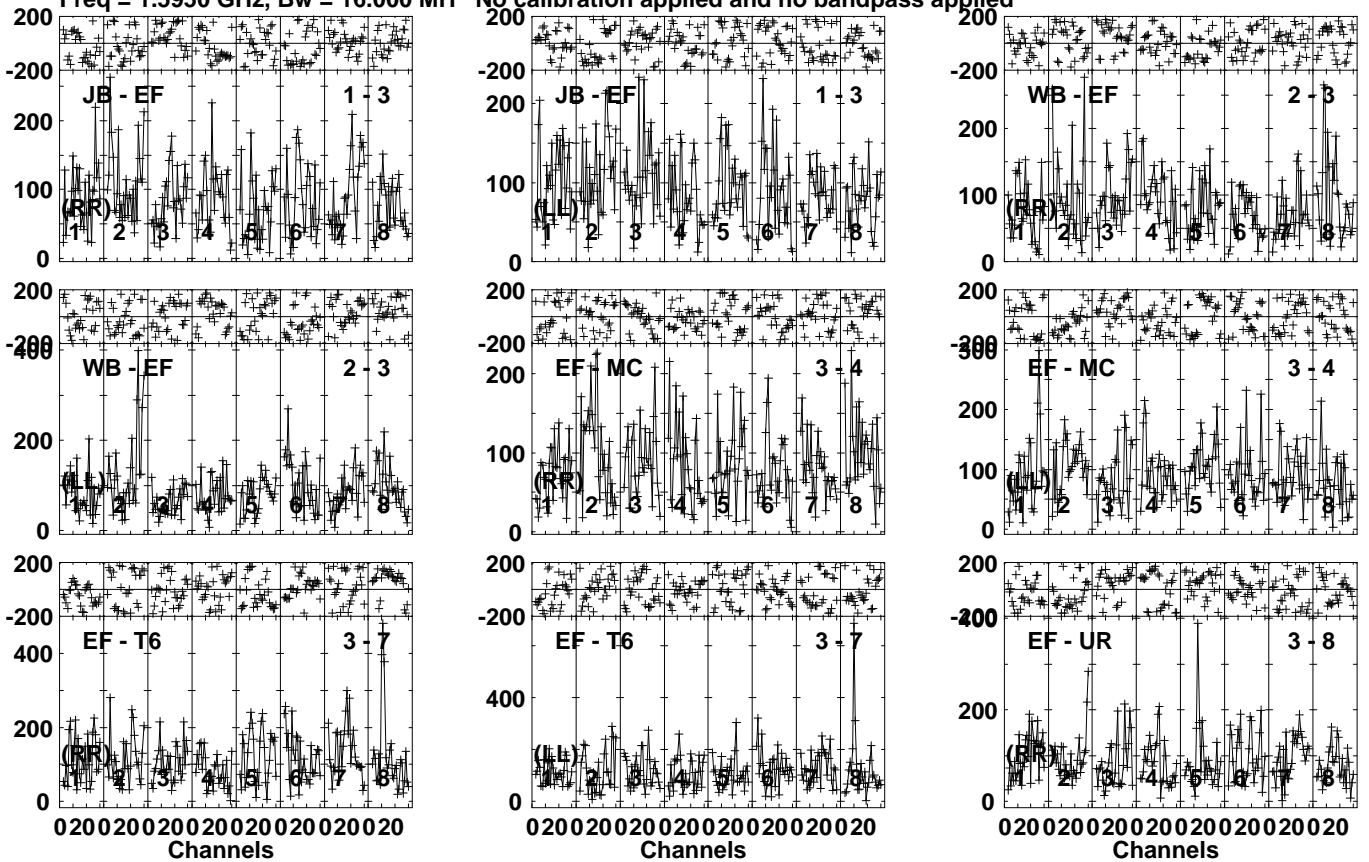 Freq = 1.5950 GHz, Bw = 16.000 MH No calibration applied and no bandpass applied
200 200 200
-200 -200 -200
JB - EF 1 - 3 JB - EF 1 - 3 WB - EF 2 - 3
200 200 200
100 100 100
(RR) (LL) (RR)
1 2 3 4 5 6 7 8 1 2 3 4 5 6 7 8 1 2 3 4 5 6 7 8
0 0 0
200 200 200
-200 -200 -200
400 300
WB - EF 2 - 3 EF - MC 3 - 4 EF - MC 3 - 4
200 200 200
100 100
(LL) (RR) (LL)
1 2 3 4 5 6 7 8 1 2 3 4 5 6 7 8 1 2 3 4 5 6 7 8
0 0 0
200 200 200
-200 -200 -200
400
EF - T6 3 - 7 EF - T6 3 - 7 EF - UR 3 - 8
400 400
200 200
(RR) (LL) (RR)
1 2 3 4 5 6 7 8 1 2 3 4 5 6 7 8 1 2 3 4 5 6 7 8
0 0 0
0 20 0 20 0 20 0 20 0 20 0 20 0 20 0 20 0 20 0 20 0 20 0 20 0 20 0 20 0 20 0 20 0 20 0 20 0 20 0 20 0 20 0 20 0 20 0 20
Channels Channels Channels